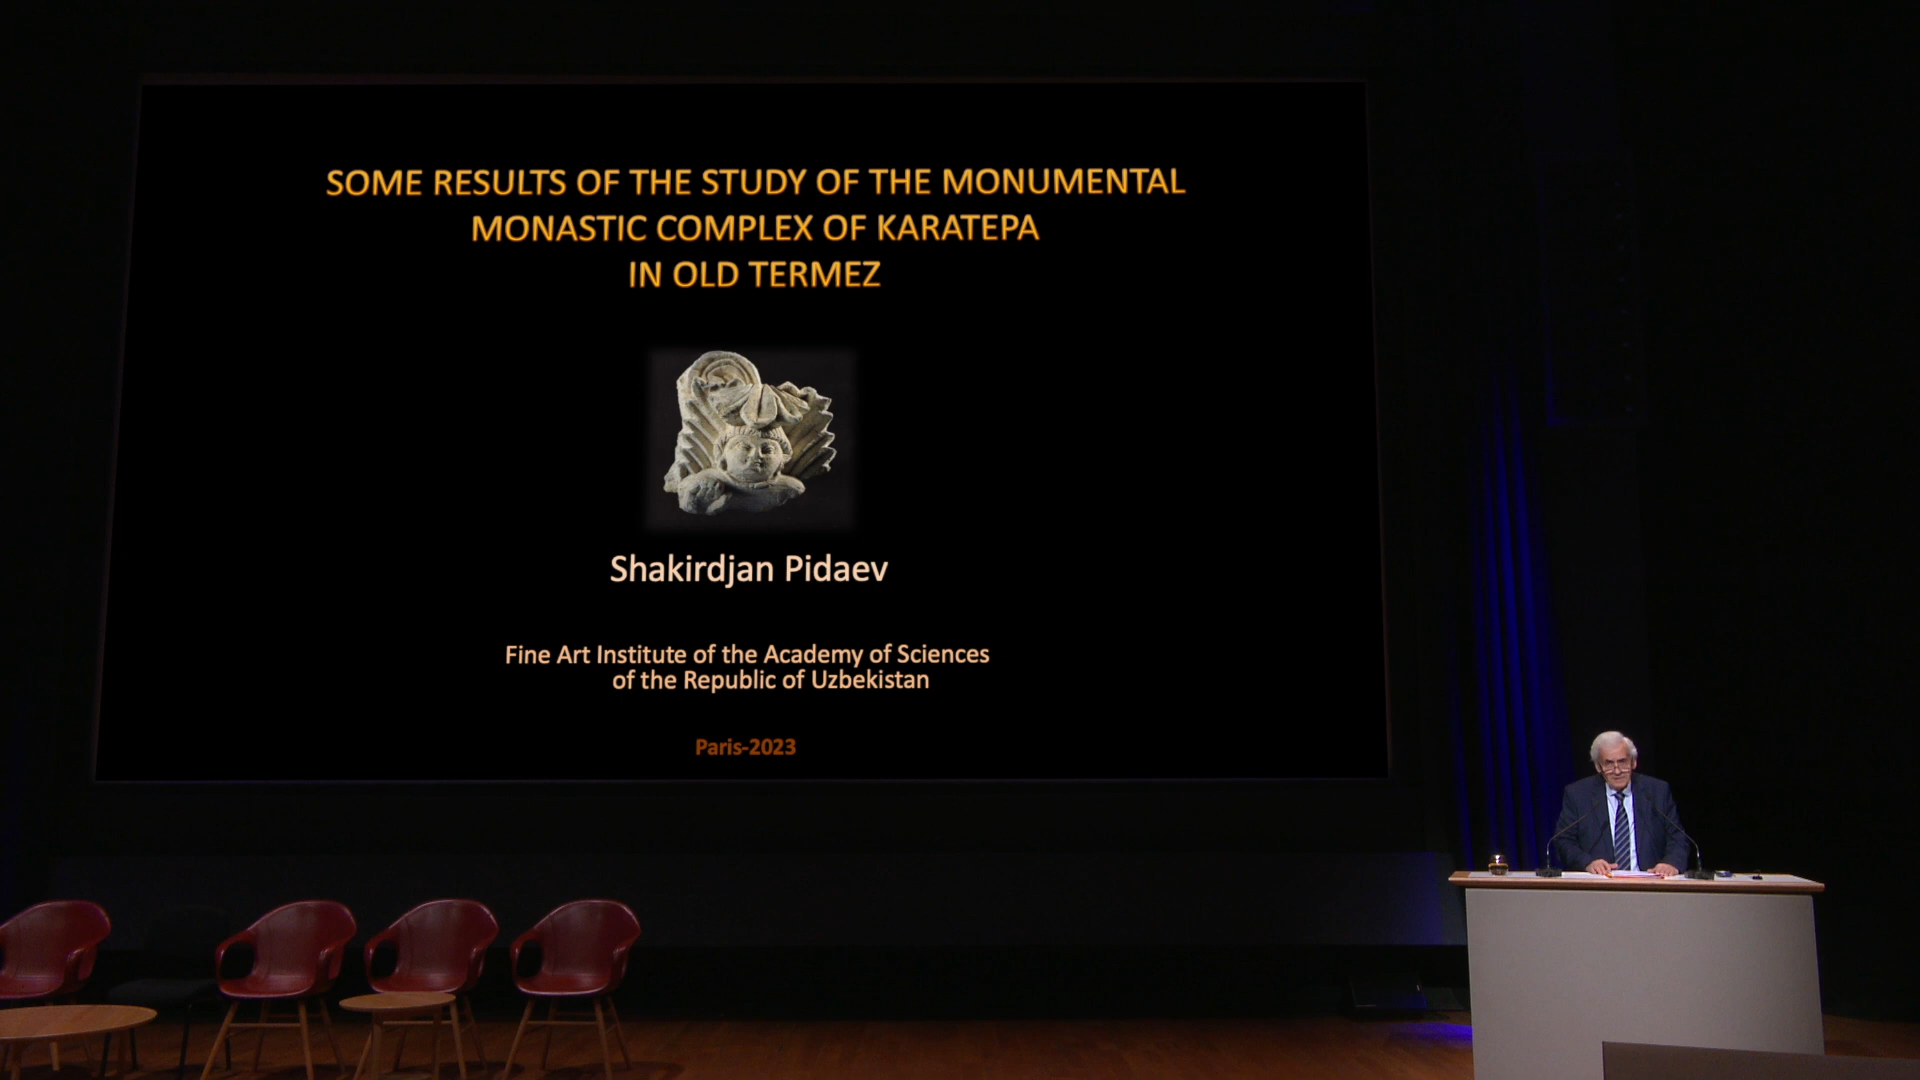 SOME RESULTS OF THE STUDY OF THE MONUMENTAL
MONASTIC COMPLEX OF KARATEPA
IN OLD TERMEZ
Shakirdjan Pidaev
Fine Art Institute of the Academy of Sciences
of the Republic of Uzbekistan
Paris-2023